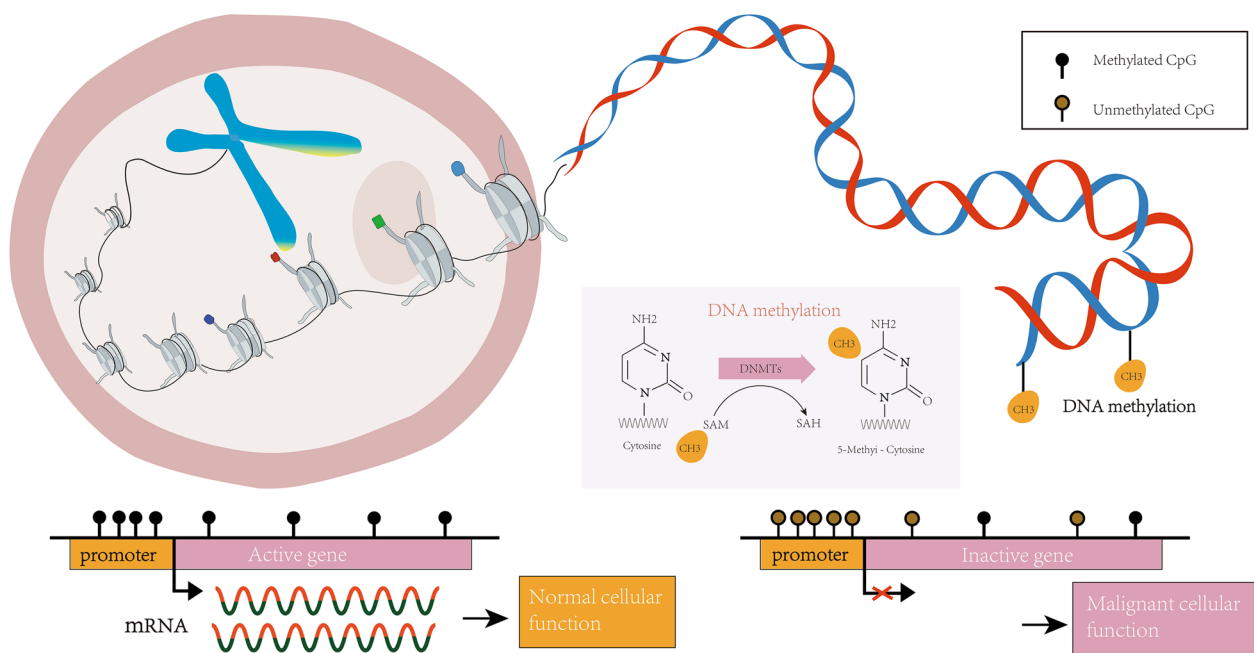 Methylated CpG
Unmethylated CpG
DNA methylation
NH2
N
N
O
CH3
DNMTs
NH2
N
N
O
SAM
SAH
CH3
Cytosine
5-Methyi - Cytosine
CH3
CH3
DNA methylation
promoter
Active gene
mRNA
Normal cellular
function
promoter
Inactive gene
Malignant cellular
function